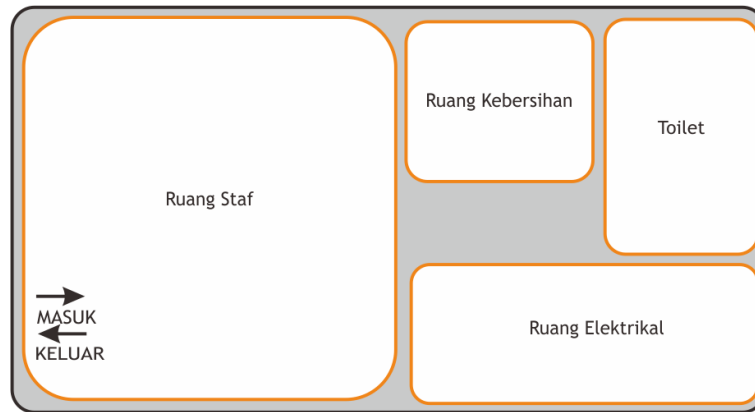 Ruang Kebersihan
Toilet
Ruang Staf
MASUK
KELUAR
Ruang Elektrikal